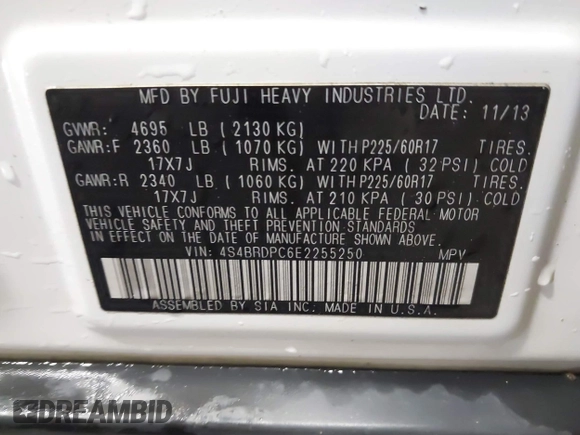 MFD BY FUJI HEAVY INDUSTRIES LTD.
DATE: 11/13
GVWR: 4695 LB (2130 KG)
GAWR:F 2360 LB (1070 KG) WITH P225/60R17 TIRES.
17X7J RIMS. AT 220 KPA (32 PSI) COLD
GAWR:R 2340 LB (1060 KG) WITH P225/60R17 TIRES.
17X7J RIMS. AT 210 KPA (30 PSI) COLD
THIS VEHICLE CONFORMS TO ALL APPLICABLE FEDERAL MOTOR
VEHICLE SAFETY AND THEFT PREVENTION STANDARDS
IN EFFECT ON THE DATE OF MANUFACTURE SHOWN ABOVE.
VIN: 4S4BRDPC6E2255250 MPV
ASSEMBLED BY SIA INC. MADE IN U.S.A.
DREAMBID